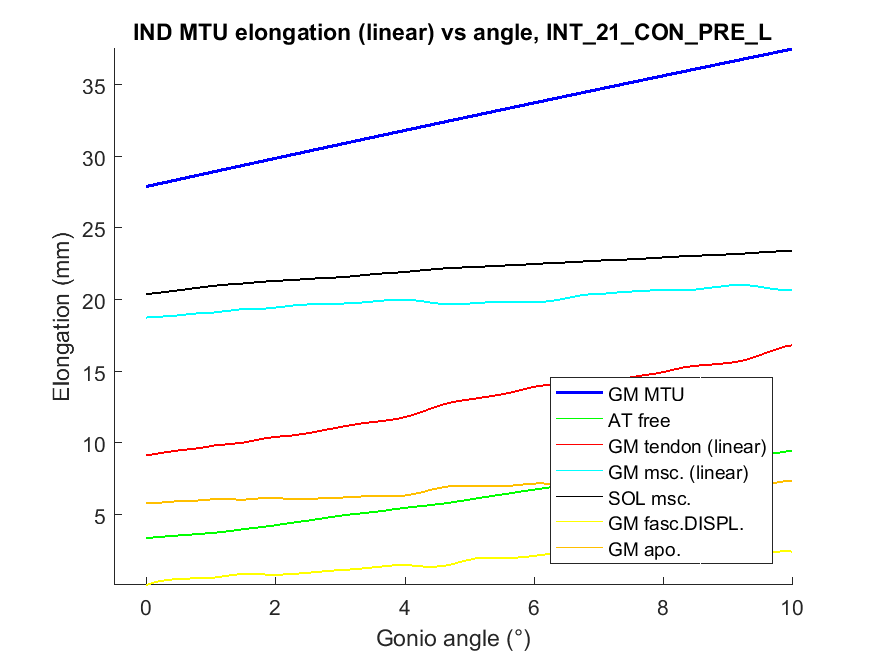 IND MTU elongation (linear) vs angle, INT_21_CON_PRE_L
35
30
25
20
15
10
5
Elongation (mm)
GM MTU
AT free
GM tendon (linear)
GM msc. (linear)
SOL msc.
GM fasc.DISPL.
GM apo.
0 2 4 6 8 10
Gonio angle (°)